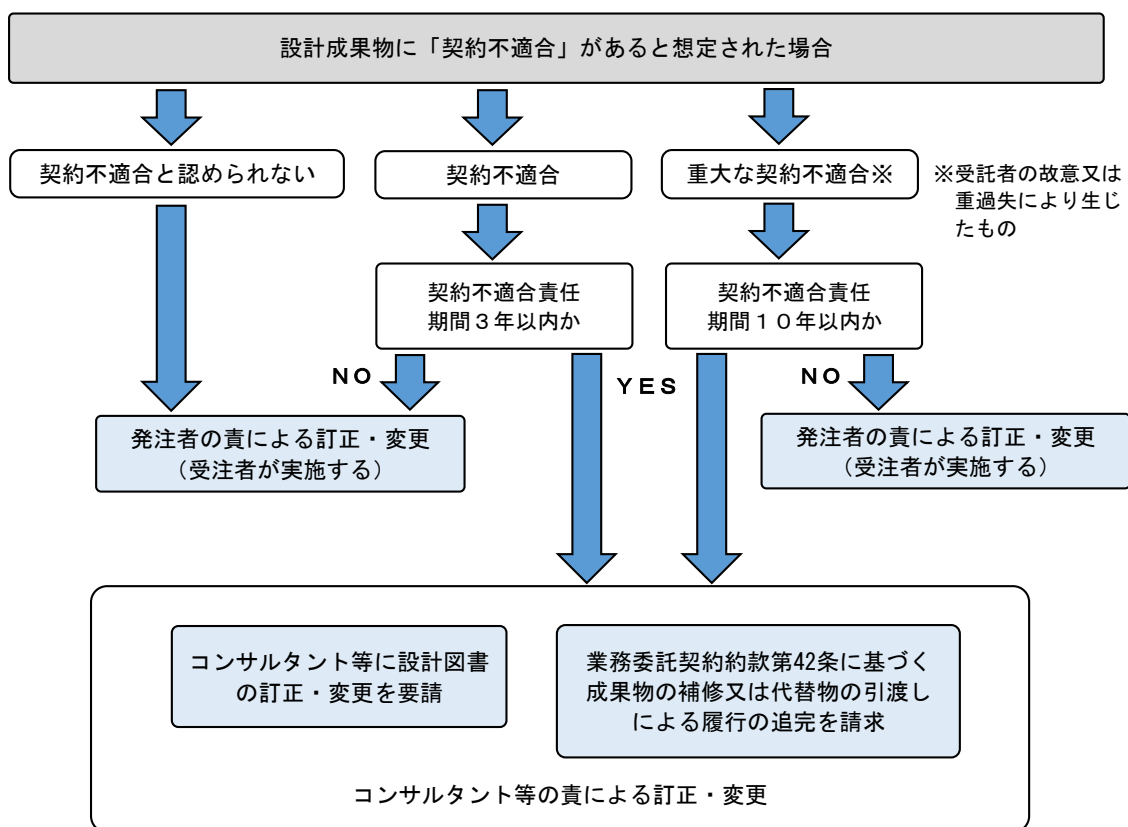 設計成果物に「契約不適合」があると想定された場合
契約不適合と認められない
契約不適合
重大な契約不適合※
※受託者の故意又は
重過失により生じ
たもの
契約不適合責任
期間３年以内か
契約不適合責任
期間１０年以内か
ＮＯ
ＹＥＳ
ＮＯ
発注者の責による訂正・変更
（受注者が実施する）
発注者の責による訂正・変更
（受注者が実施する）
コンサルタント等に設計図書
の訂正・変更を要請
業務委託契約約款第42条に基づく
成果物の補修又は代替物の引渡し
による履行の追完を請求
コンサルタント等の責による訂正・変更